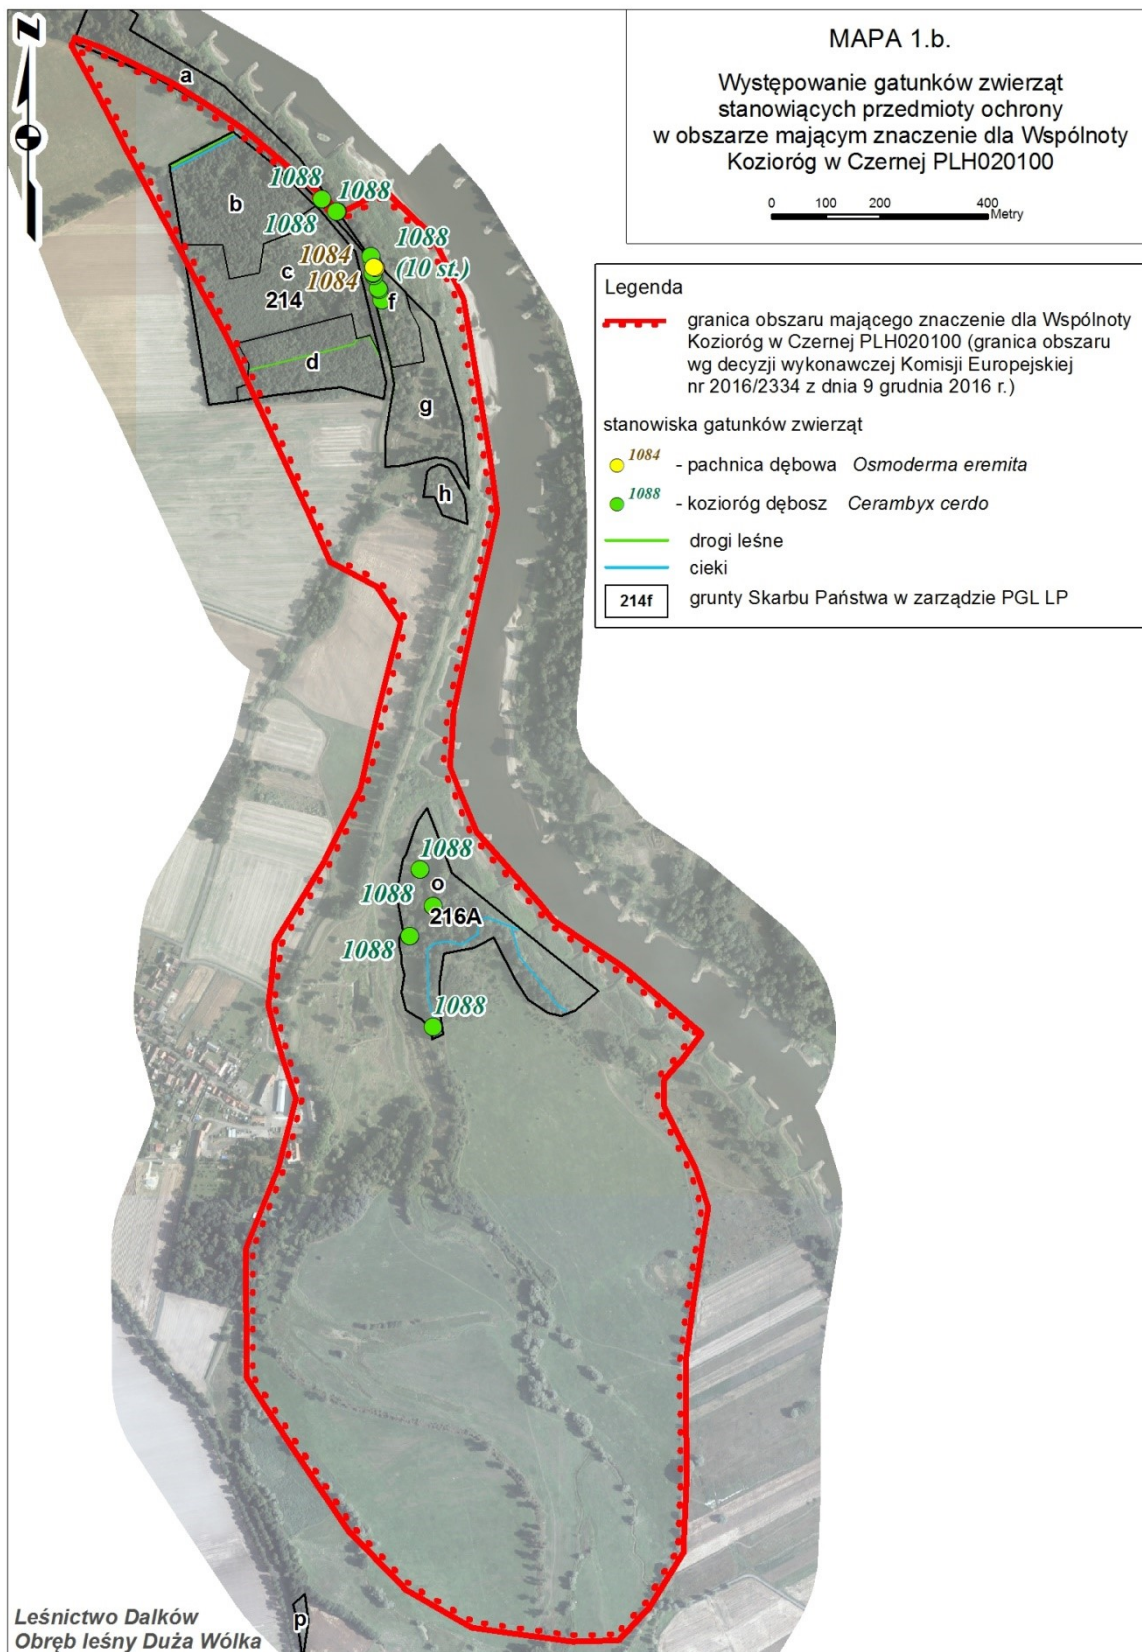 MAPA 1.b.
Występowanie gatunków zwierząt
stanowiących przedmioty ochrony
w obszarze mającym znaczenie dla Wspólnoty
Kozioróg w Czernej PLH020100
0 100 200 400
Metry
Legenda
granica obszaru mającego znaczenie dla Wspólnoty
Kozioróg w Czernej PLH020100 (granica obszaru
wg decyzji wykonawczej Komisji Europejskiej
nr 2016/2334 z dnia 9 grudnia 2016 r.)
stanowiska gatunków zwierząt
1084 - pachnica dębowa Osmoderma eremita
1088 - kozioróg dębosz Cerambyx cerdo
drogi leśne
cieki
214f grunty Skarbu Państwa w zarządzie PGL LP
N
a
1088
1088
b
1088
1088
(10 st.)
1084
1084
c
214
f
d
g
h
1088
o
1088
216A
1088
1088
p
Leśnictwo Dalków
Obręb leśny Duża Wólka